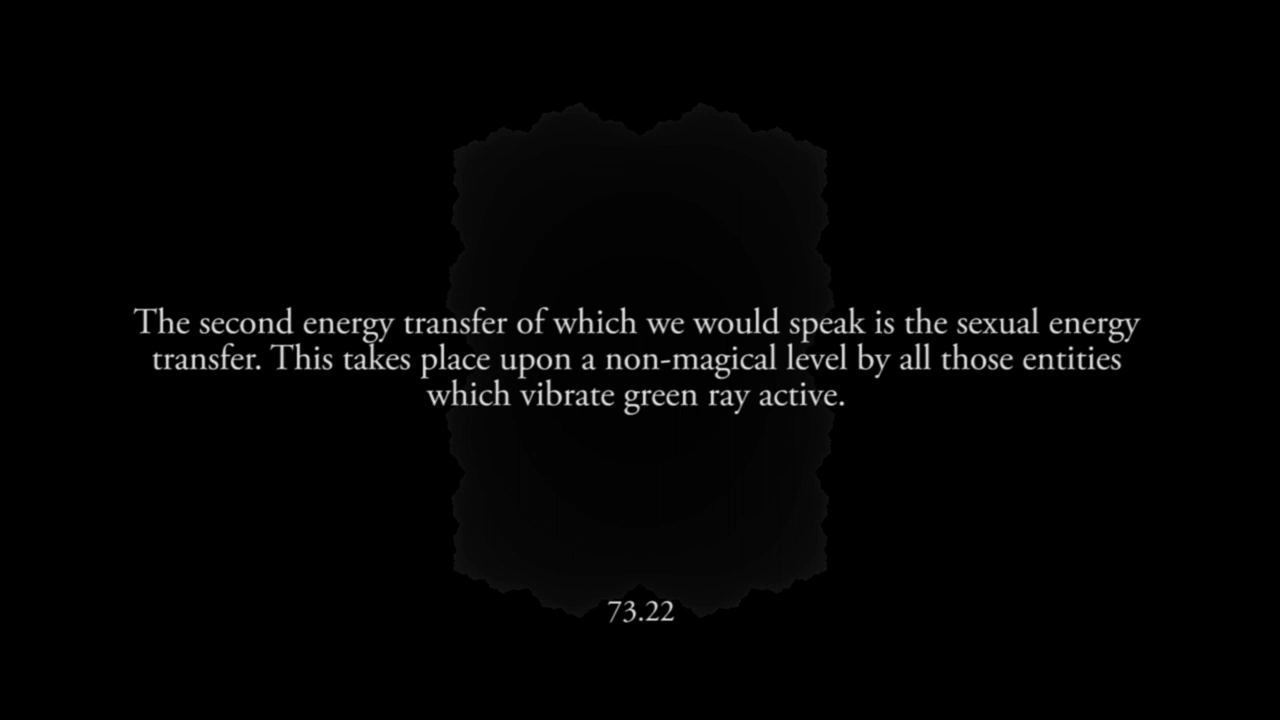 The second energy transfer of which we would speak is the sexual energy
transfer. This takes place upon a non-magical level by all those entities
which vibrate green ray active.
73.22